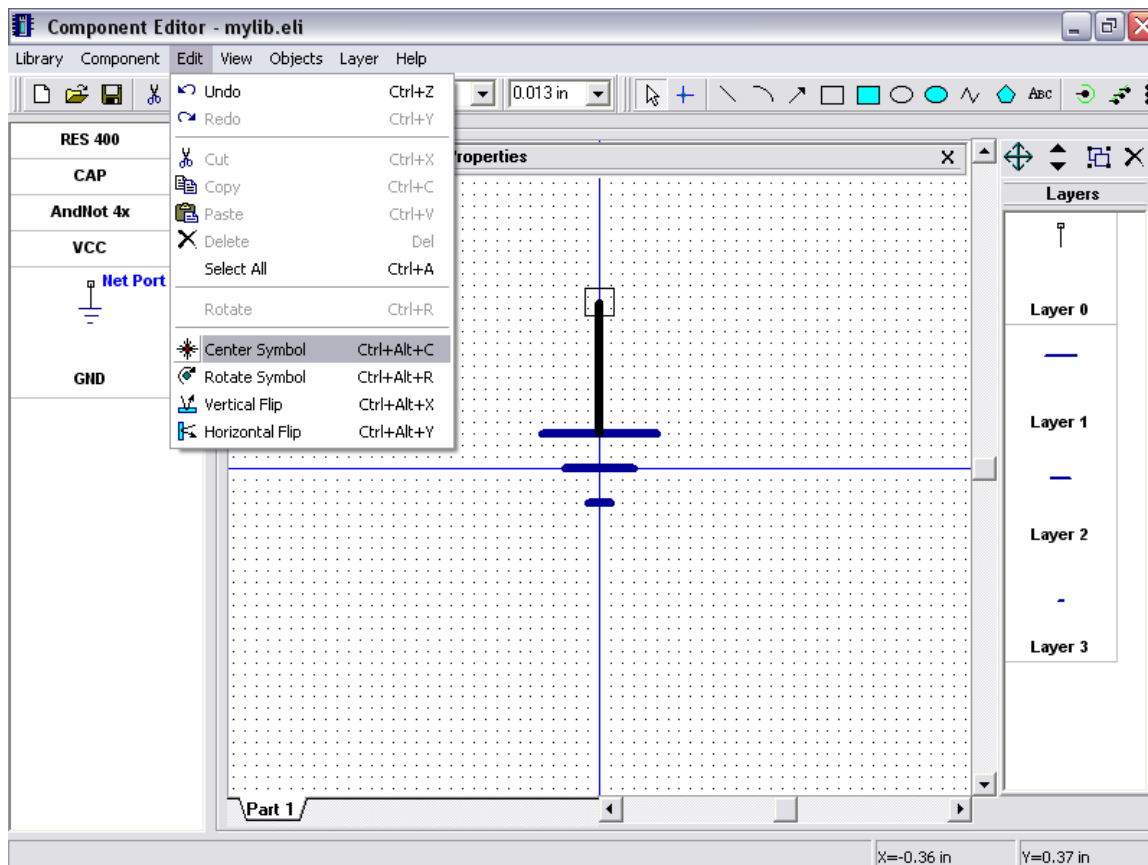 Component Editor - mylib.eli
Library Component Edit View Objects Layer Help
0.013 in
ABC
Undo Ctrl+Z
Redo Ctrl+Y
Cut Ctrl+X
Copy Ctrl+C
Paste Ctrl+V
Delete Del
Select All Ctrl+A
Rotate Ctrl+R
Center Symbol Ctrl+Alt+C
Rotate Symbol Ctrl+Alt+R
Vertical Flip Ctrl+Alt+X
Horizontal Flip Ctrl+Alt+Y
RES 400
CAP
AndNot 4x
VCC
Net Port
GND
Properties
Layers
Layer 0
Layer 1
Layer 2
Layer 3
Part 1
X=-0.36 in
Y=0.37 in